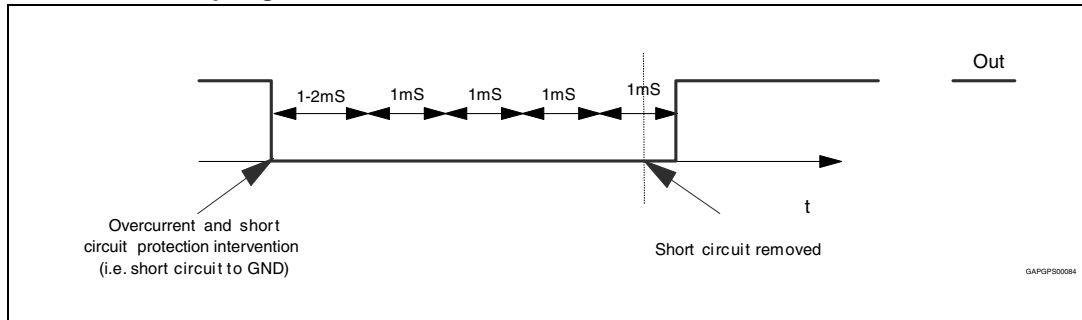 Out
1-2mS 1mS 1mS 1mS 1mS
t
Overcurrent and short
circuit protection intervention
(i.e. short circuit to GND)
Short circuit removed
GAPGPS00084